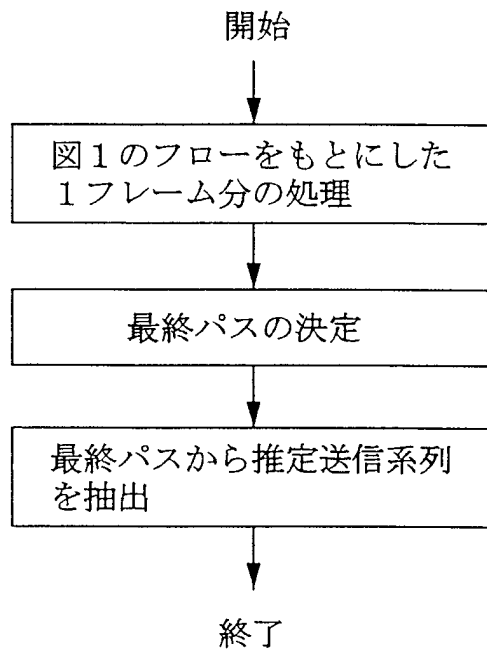 開始
図１のフローをもとにした
１フレーム分の処理
最終パスの決定
最終パスから推定送信系列
を抽出
終了